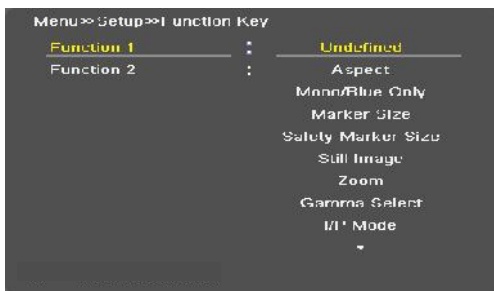 Menu≫Setup≫Function Key
Function 1 : Undefined
Function 2 : Aspect
Mono/Blue Only
Marker Size
Safety Marker Size
Still Image
Zoom
Gamma Select
I/P Mode